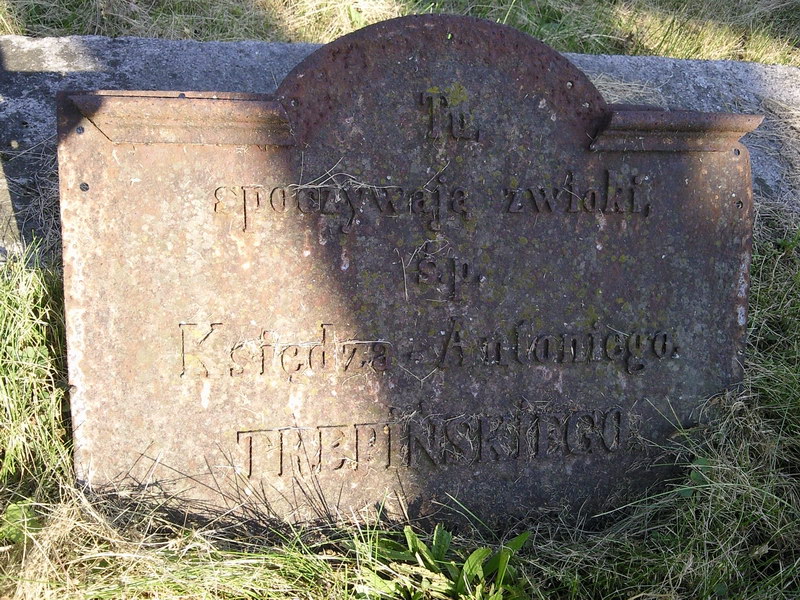 Tu,
spoczywają zwłoki,
ś.p.
Księdza Antoniego.
TREPIŃSKIEGO